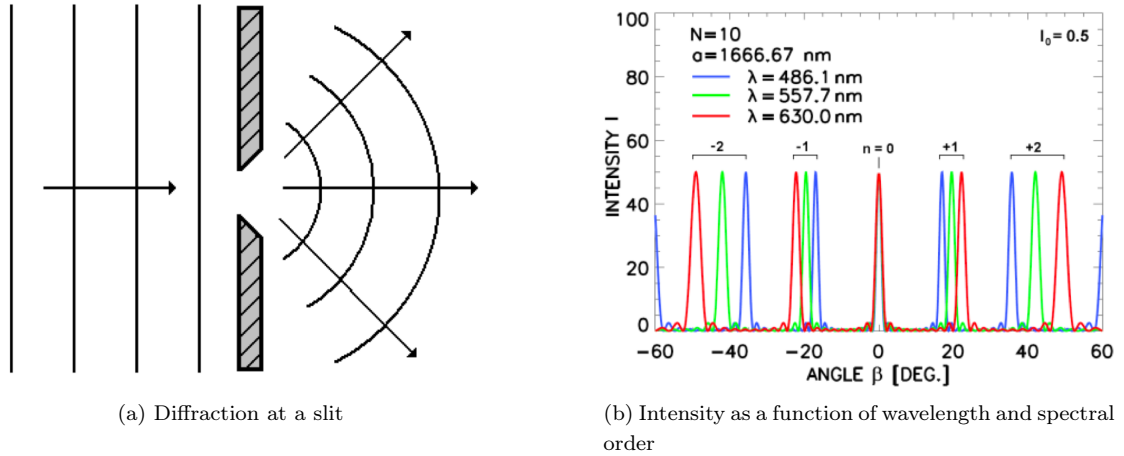 100
80
60
40
20
0
INTENSITY I
N=10
a=1666.67 nm
λ=486.1 nm
λ=557.7 nm
λ=630.0 nm
I₀=0.5
-2
-1
n=0
+1
+2
−60
−40
−20
0
20
40
60
ANGLE β [DEG.]
(a) Diffraction at a slit
(b) Intensity as a function of wavelength and spectral
order